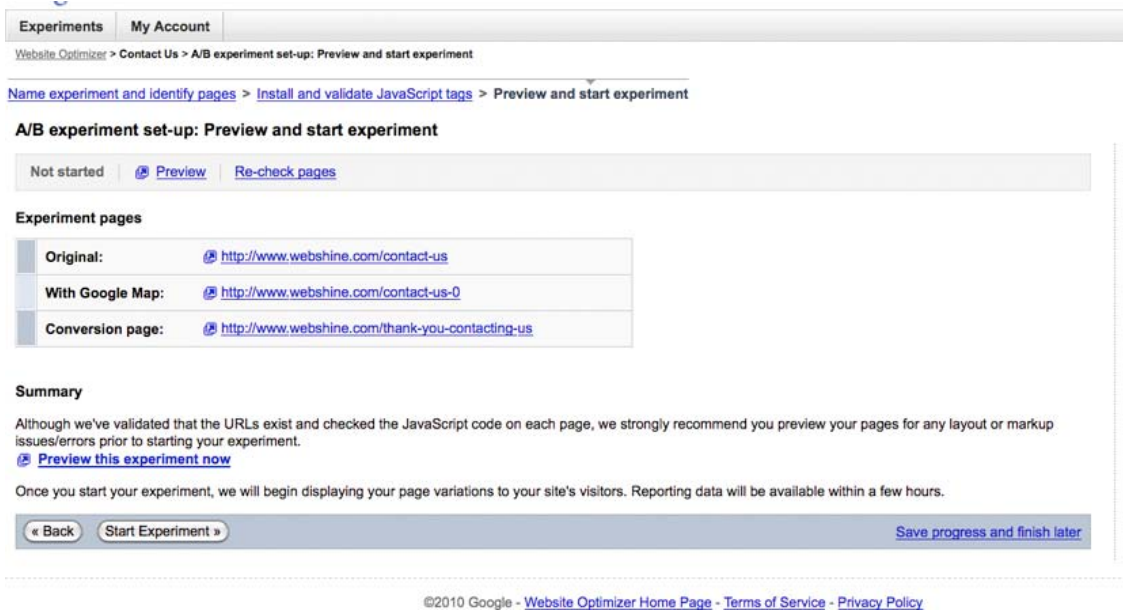 Experiments My Account
Website Optimizer > Contact Us > A/B experiment set-up: Preview and start experiment
Name experiment and identify pages > Install and validate JavaScript tags > Preview and start experiment
A/B experiment set-up: Preview and start experiment
Not started Preview Re-check pages
Experiment pages
Original: http://www.webshine.com/contact-us
With Google Map: http://www.webshine.com/contact-us-0
Conversion page: http://www.webshine.com/thank-you-contacting-us
Summary
Although we've validated that the URLs exist and checked the JavaScript code on each page, we strongly recommend you preview your pages for any layout or markup
issues/errors prior to starting your experiment.
Preview this experiment now
Once you start your experiment, we will begin displaying your page variations to your site's visitors. Reporting data will be available within a few hours.
« Back Start Experiment » Save progress and finish later
©2010 Google - Website Optimizer Home Page - Terms of Service - Privacy Policy